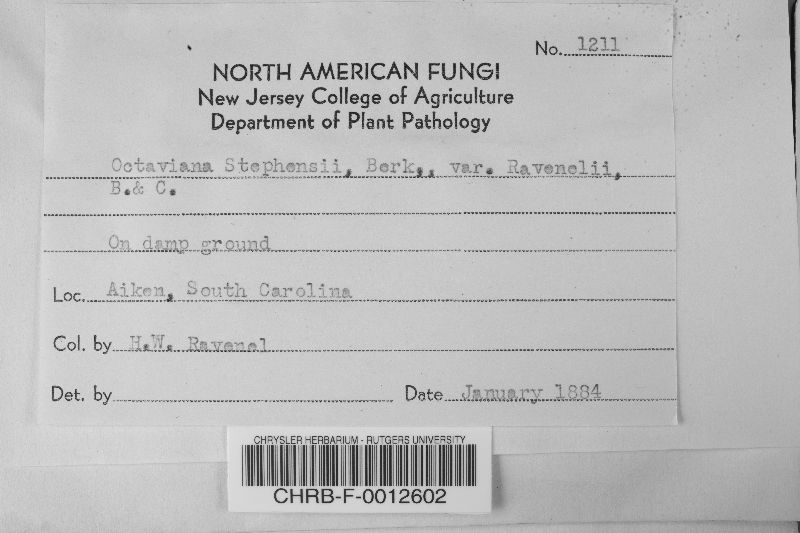 No. 1211
NORTH AMERICAN FUNGI
New Jersey College of Agriculture
Department of Plant Pathology
Octaviana Stephensii, Berk., var. Ravenelii,
B.& C.
On damp ground
Loc. Aiken, South Carolina
Col. by H.W. Ravenel
Det. by
Date January 1884
CHRYSLER HERBARIUM - RUTGERS UNIVERSITY
CHRB-F-0012602